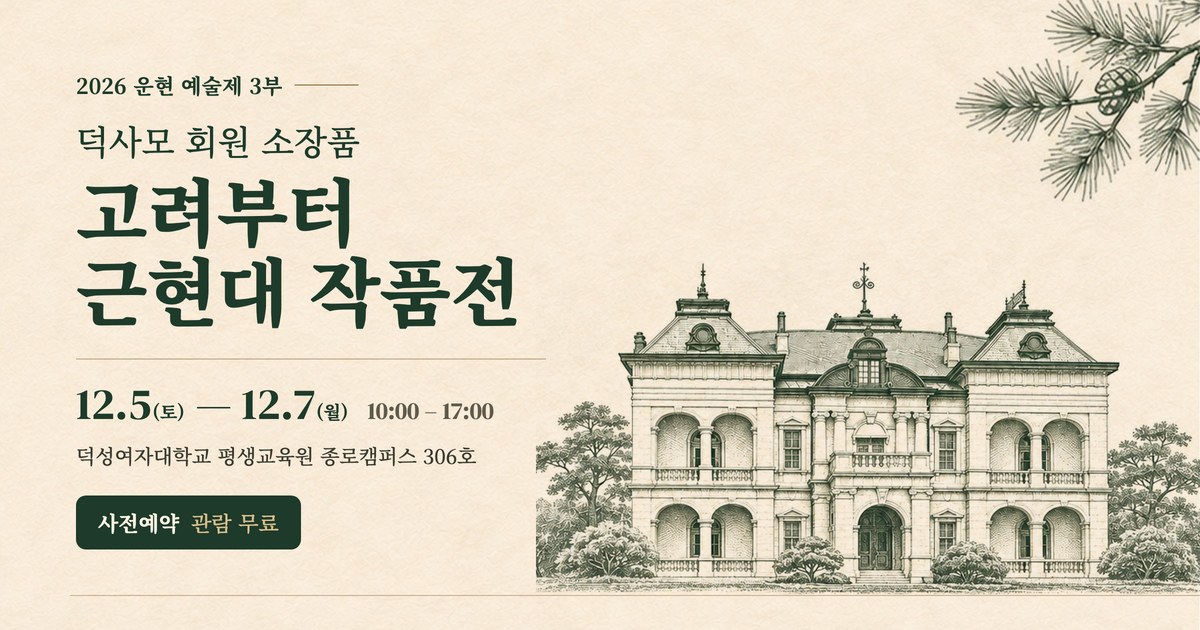 2026 운현 예술제 3부
덕사모 회원 소장품
고려부터
근현대 작품전
12.5(토) — 12.7(월) 10:00 – 17:00
덕성여자대학교 평생교육원 종로캠퍼스 306호
사전예약 관람 무료